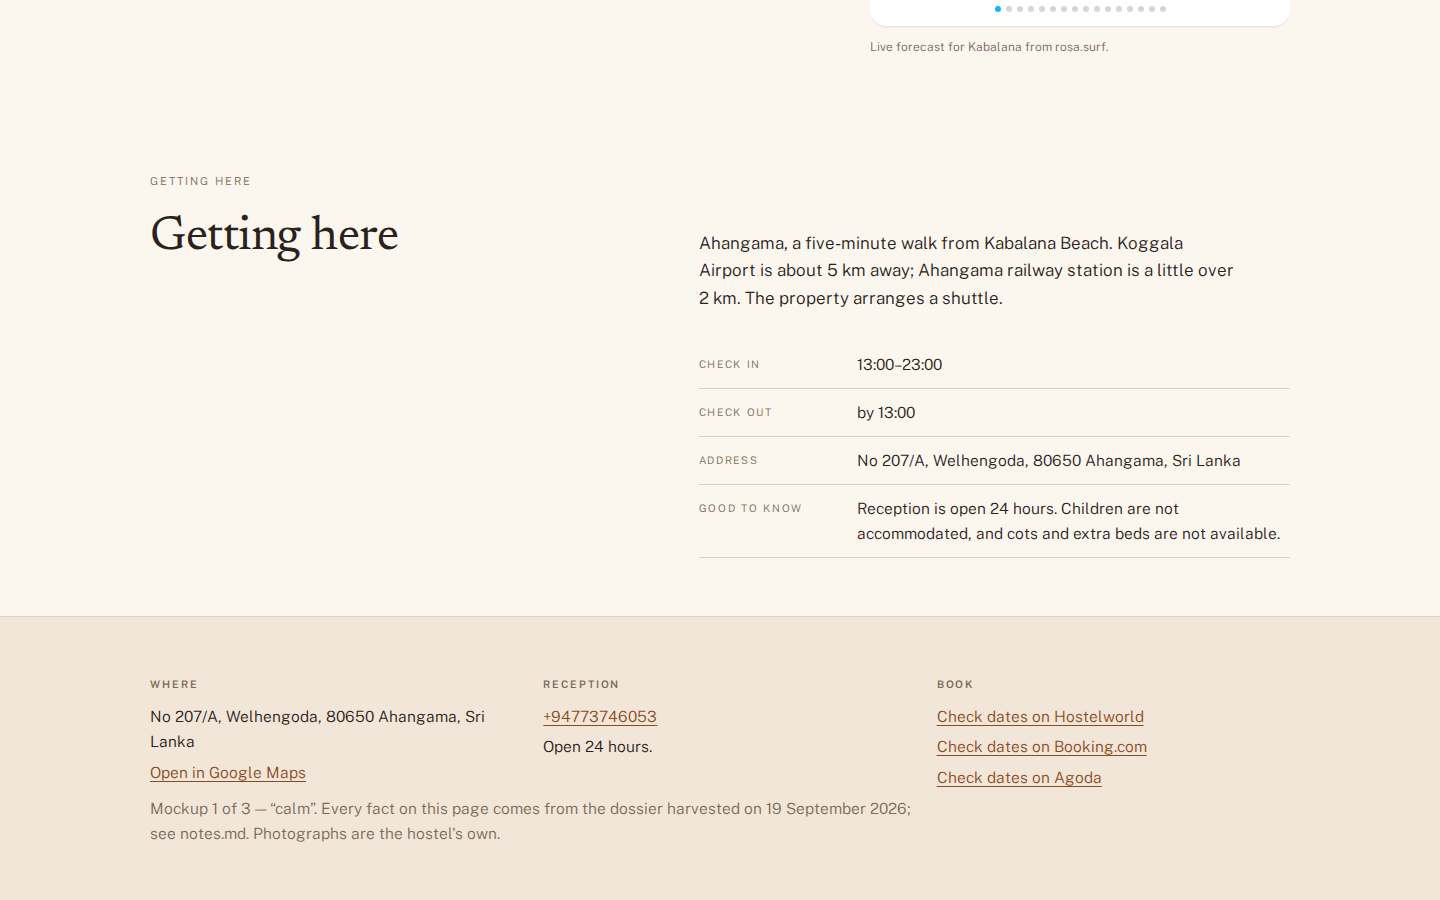 Live forecast for Kabalana from rosa.surf.
GETTING HERE
Getting here
Ahangama, a five-minute walk from Kabalana Beach. Koggala
Airport is about 5 km away; Ahangama railway station is a little over
2 km. The property arranges a shuttle.
CHECK IN
13:00–23:00
CHECK OUT
by 13:00
ADDRESS
No 207/A, Welhengoda, 80650 Ahangama, Sri Lanka
GOOD TO KNOW
Reception is open 24 hours. Children are not
accommodated, and cots and extra beds are not available.
WHERE
No 207/A, Welhengoda, 80650 Ahangama, Sri
Lanka
Open in Google Maps
RECEPTION
+94773746053
Open 24 hours.
BOOK
Check dates on Hostelworld
Check dates on Booking.com
Check dates on Agoda
Mockup 1 of 3 — “calm”. Every fact on this page comes from the dossier harvested on 19 September 2026;
see notes.md. Photographs are the hostel's own.